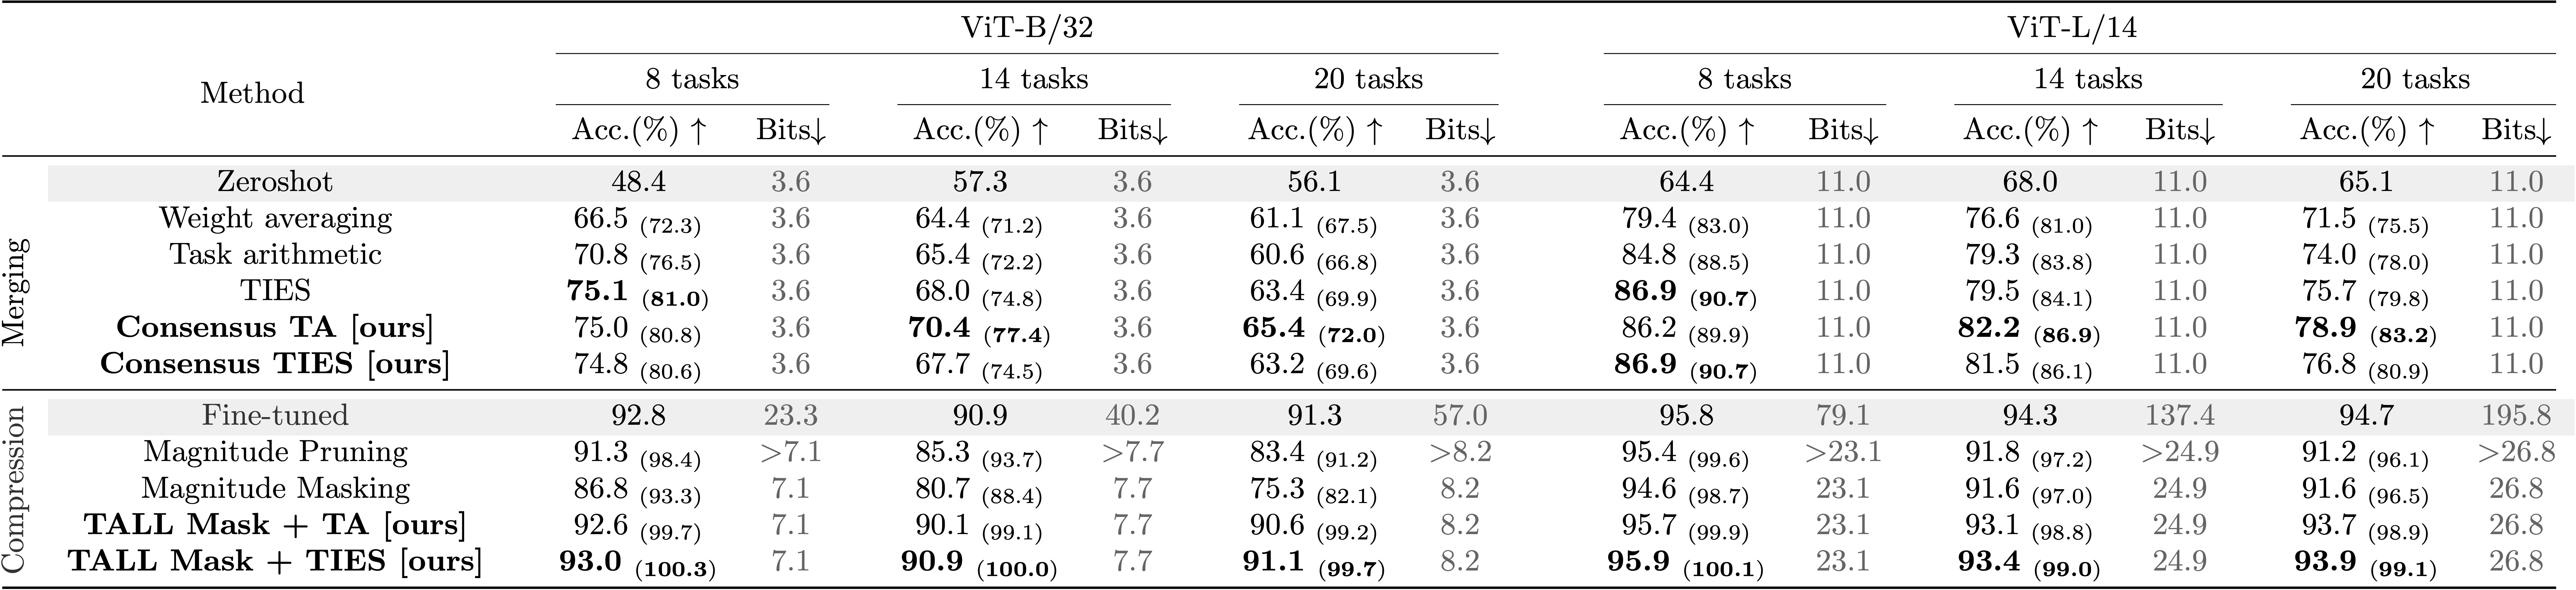 ViT-B/32 ViT-L/14
8 tasks 14 tasks 20 tasks 8 tasks 14 tasks 20 tasks
Method
Acc.(%) ↑ Bits↓ Acc.(%) ↑ Bits↓ Acc.(%) ↑ Bits↓ Acc.(%) ↑ Bits↓ Acc.(%) ↑ Bits↓ Acc.(%) ↑ Bits↓
Merging
Zeroshot 48.4 3.6 57.3 3.6 56.1 3.6 64.4 11.0 68.0 11.0 65.1 11.0
Weight averaging 66.5 (72.3) 3.6 64.4 (71.2) 3.6 61.1 (67.5) 3.6 79.4 (83.0) 11.0 76.6 (81.0) 11.0 71.5 (75.5) 11.0
Task arithmetic 70.8 (76.5) 3.6 65.4 (72.2) 3.6 60.6 (66.8) 3.6 84.8 (88.5) 11.0 79.3 (83.8) 11.0 74.0 (78.0) 11.0
TIES 75.1 (81.0) 3.6 68.0 (74.8) 3.6 63.4 (69.9) 3.6 86.9 (90.7) 11.0 79.5 (84.1) 11.0 75.7 (79.8) 11.0
Consensus TA [ours] 75.0 (80.8) 3.6 70.4 (77.4) 3.6 65.4 (72.0) 3.6 86.2 (89.9) 11.0 82.2 (86.9) 11.0 78.9 (83.2) 11.0
Consensus TIES [ours] 74.8 (80.6) 3.6 67.7 (74.5) 3.6 63.2 (69.6) 3.6 86.9 (90.7) 11.0 81.5 (86.1) 11.0 76.8 (80.9) 11.0
Compression
Fine-tuned 92.8 23.3 90.9 40.2 91.3 57.0 95.8 79.1 94.3 137.4 94.7 195.8
Magnitude Pruning 91.3 (98.4) >7.1 85.3 (93.7) >7.7 83.4 (91.2) >8.2 95.4 (99.6) >23.1 91.8 (97.2) >24.9 91.2 (96.1) >26.8
Magnitude Masking 86.8 (93.3) 7.1 80.7 (88.4) 7.7 75.3 (82.1) 8.2 94.6 (98.7) 23.1 91.6 (97.0) 24.9 91.6 (96.5) 26.8
TALL Mask + TA [ours] 92.6 (99.7) 7.1 90.1 (99.1) 7.7 90.6 (99.2) 8.2 95.7 (99.9) 23.1 93.1 (98.8) 24.9 93.7 (98.9) 26.8
TALL Mask + TIES [ours] 93.0 (100.3) 7.1 90.9 (100.0) 7.7 91.1 (99.7) 8.2 95.9 (100.1) 23.1 93.4 (99.0) 24.9 93.9 (99.1) 26.8